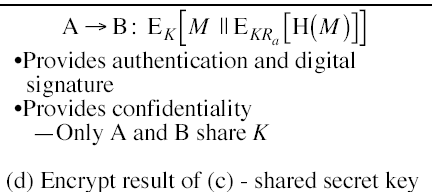 A → B: E_K[M || E_{KR_a}[H(M)]]
•Provides authentication and digital
signature
•Provides confidentiality
—Only A and B share K
(d) Encrypt result of (c) - shared secret key